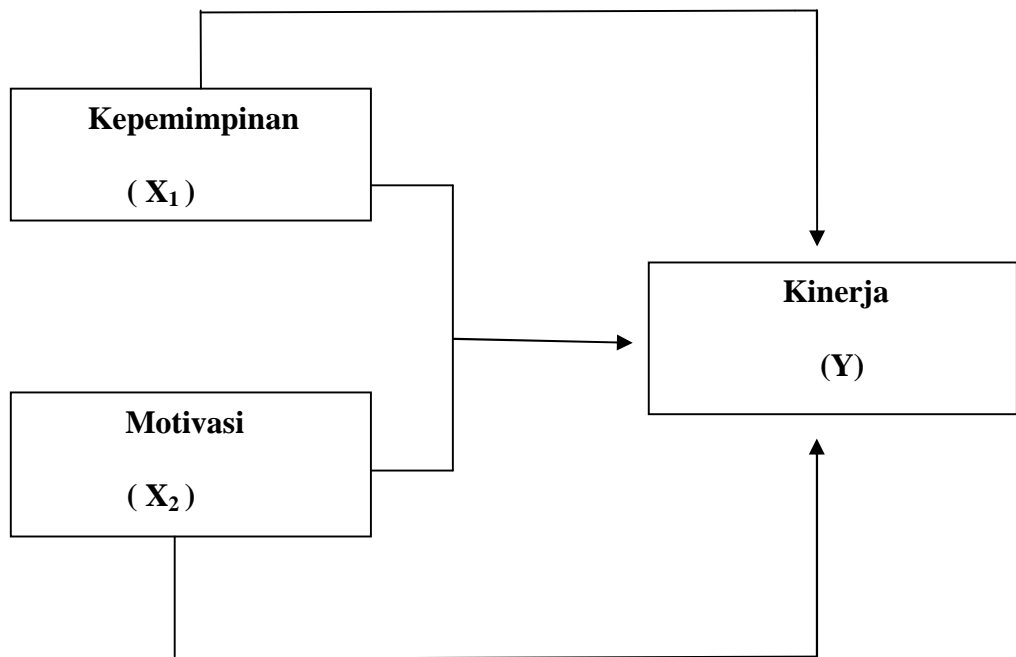 Kepemimpinan
( X₁ )
Kinerja
(Y)
Motivasi
( X₂ )